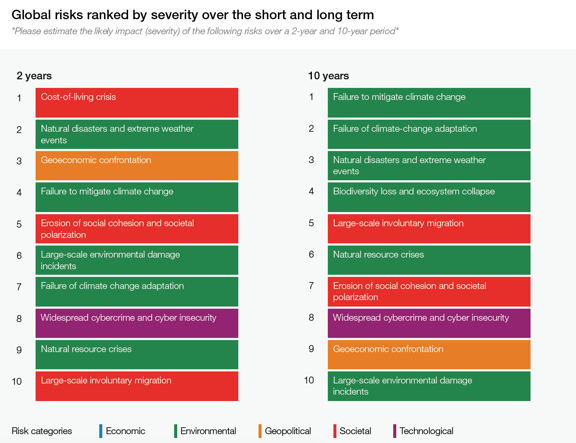 Global risks ranked by severity over the short and long term
"Please estimate the likely impact (severity) of the following risks over a 2-year and 10-year period"
2 years
1 Cost-of-living crisis
2 Natural disasters and extreme weather
events
3 Geoeconomic confrontation
4 Failure to mitigate climate change
5 Erosion of social cohesion and societal
polarization
6 Large-scale environmental damage
incidents
7 Failure of climate change adaptation
8 Widespread cybercrime and cyber insecurity
9 Natural resource crises
10 Large-scale involuntary migration
10 years
1 Failure to mitigate climate change
2 Failure of climate-change adaptation
3 Natural disasters and extreme weather
events
4 Biodiversity loss and ecosystem collapse
5 Large-scale involuntary migration
6 Natural resource crises
7 Erosion of social cohesion and societal
polarization
8 Widespread cybercrime and cyber insecurity
9 Geoeconomic confrontation
10 Large-scale environmental damage
incidents
Risk categories Economic Environmental Geopolitical Societal Technological